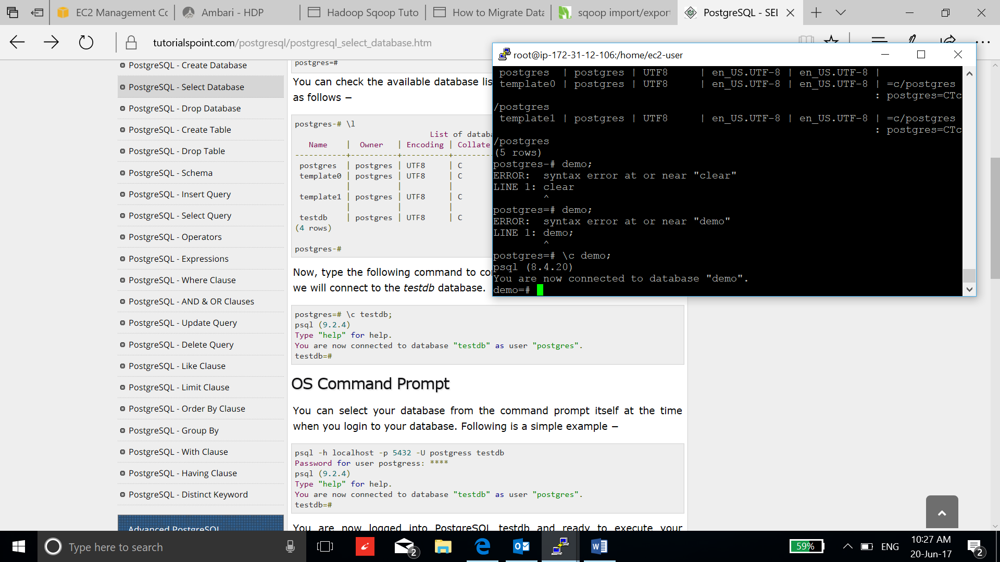 EC2 Management Co
Ambari - HDP
Hadoop Sqoop Tuto
How to Migrate Data
sqoop import/export
PostgreSQL - SEL
tutorialspoint.com/postgresql/postgresql_select_database.htm
PostgreSQL - Create Database
PostgreSQL - Select Database
PostgreSQL - Drop Database
PostgreSQL - Create Table
PostgreSQL - Drop Table
PostgreSQL - Schema
PostgreSQL - Insert Query
PostgreSQL - Select Query
PostgreSQL - Operators
PostgreSQL - Expressions
PostgreSQL - Where Clause
PostgreSQL - AND & OR Clauses
PostgreSQL - Update Query
PostgreSQL - Delete Query
PostgreSQL - Like Clause
PostgreSQL - Limit Clause
PostgreSQL - Order By Clause
PostgreSQL - Group By
PostgreSQL - With Clause
PostgreSQL - Having Clause
PostgreSQL - Distinct Keyword
Advanced PostgreSQL
postgres=#
You can check the available database lis
as follows −
postgres-# \l
List of databa
Name | Owner | Encoding | Collate
-----------+----------+----------+---------
postgres | postgres | UTF8 | C
template0 | postgres | UTF8 | C
| | |
template1 | postgres | UTF8 | C
| | |
testdb | postgres | UTF8 | C
(4 rows)
postgres-#
Now, type the following command to co
we will connect to the testdb database.
postgres=# \c testdb;
psql (9.2.4)
Type "help" for help.
You are now connected to database "testdb" as user "postgres".
testdb=#
OS Command Prompt
You can select your database from the command prompt itself at the time
when you login to your database. Following is a simple example −
psql -h localhost -p 5432 -U postgress testdb
Password for user postgress: ****
psql (9.2.4)
Type "help" for help.
You are now connected to database "testdb" as user "postgres".
testdb=#
You are now logged into PostgreSQL testdb and ready to execute your
root@ip-172-31-12-106:/home/ec2-user
postgres | postgres | UTF8 | en_US.UTF-8 | en_US.UTF-8 |
template0 | postgres | UTF8 | en_US.UTF-8 | en_US.UTF-8 | =c/postgres
: postgres=CTc
/postgres
template1 | postgres | UTF8 | en_US.UTF-8 | en_US.UTF-8 | =c/postgres
: postgres=CTc
/postgres
(5 rows)
postgres-# demo;
ERROR:  syntax error at or near "clear"
LINE 1: clear
^
postgres=# demo;
ERROR:  syntax error at or near "demo"
LINE 1: demo;
^
postgres=# \c demo;
psql (8.4.20)
You are now connected to database "demo".
demo=#
Type here to search
2
59%
ENG
10:27 AM
20-Jun-17
2